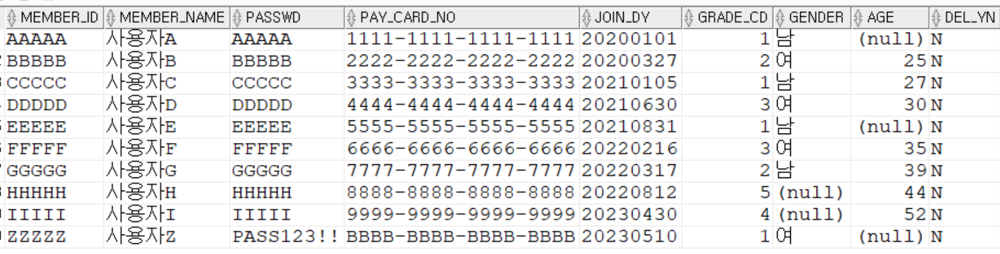 MEMBER_ID MEMBER_NAME PASSWD PAY_CARD_NO JOIN_DY GRADE_CD GENDER AGE DEL_YN
AAAAA 사용자A AAAAA 1111-1111-1111-1111 20200101 1 남 (null) N
BBBBB 사용자B BBBBB 2222-2222-2222-2222 20200327 2 여 25 N
CCCCC 사용자C CCCCC 3333-3333-3333-3333 20210105 1 남 27 N
DDDDD 사용자D DDDDD 4444-4444-4444-4444 20210630 3 여 30 N
EEEEE 사용자E EEEEE 5555-5555-5555-5555 20210831 1 남 (null) N
FFFFF 사용자F FFFFF 6666-6666-6666-6666 20220216 3 여 35 N
GGGGG 사용자G GGGGG 7777-7777-7777-7777 20220317 2 남 39 N
HHHHH 사용자H HHHHH 8888-8888-8888-8888 20220812 5 (null) 44 N
IIIII 사용자I IIIII 9999-9999-9999-9999 20230430 4 (null) 52 N
ZZZZZ 사용자Z PASS123!! BBBB-BBBB-BBBB-BBBB 20230510 1 여 (null) N